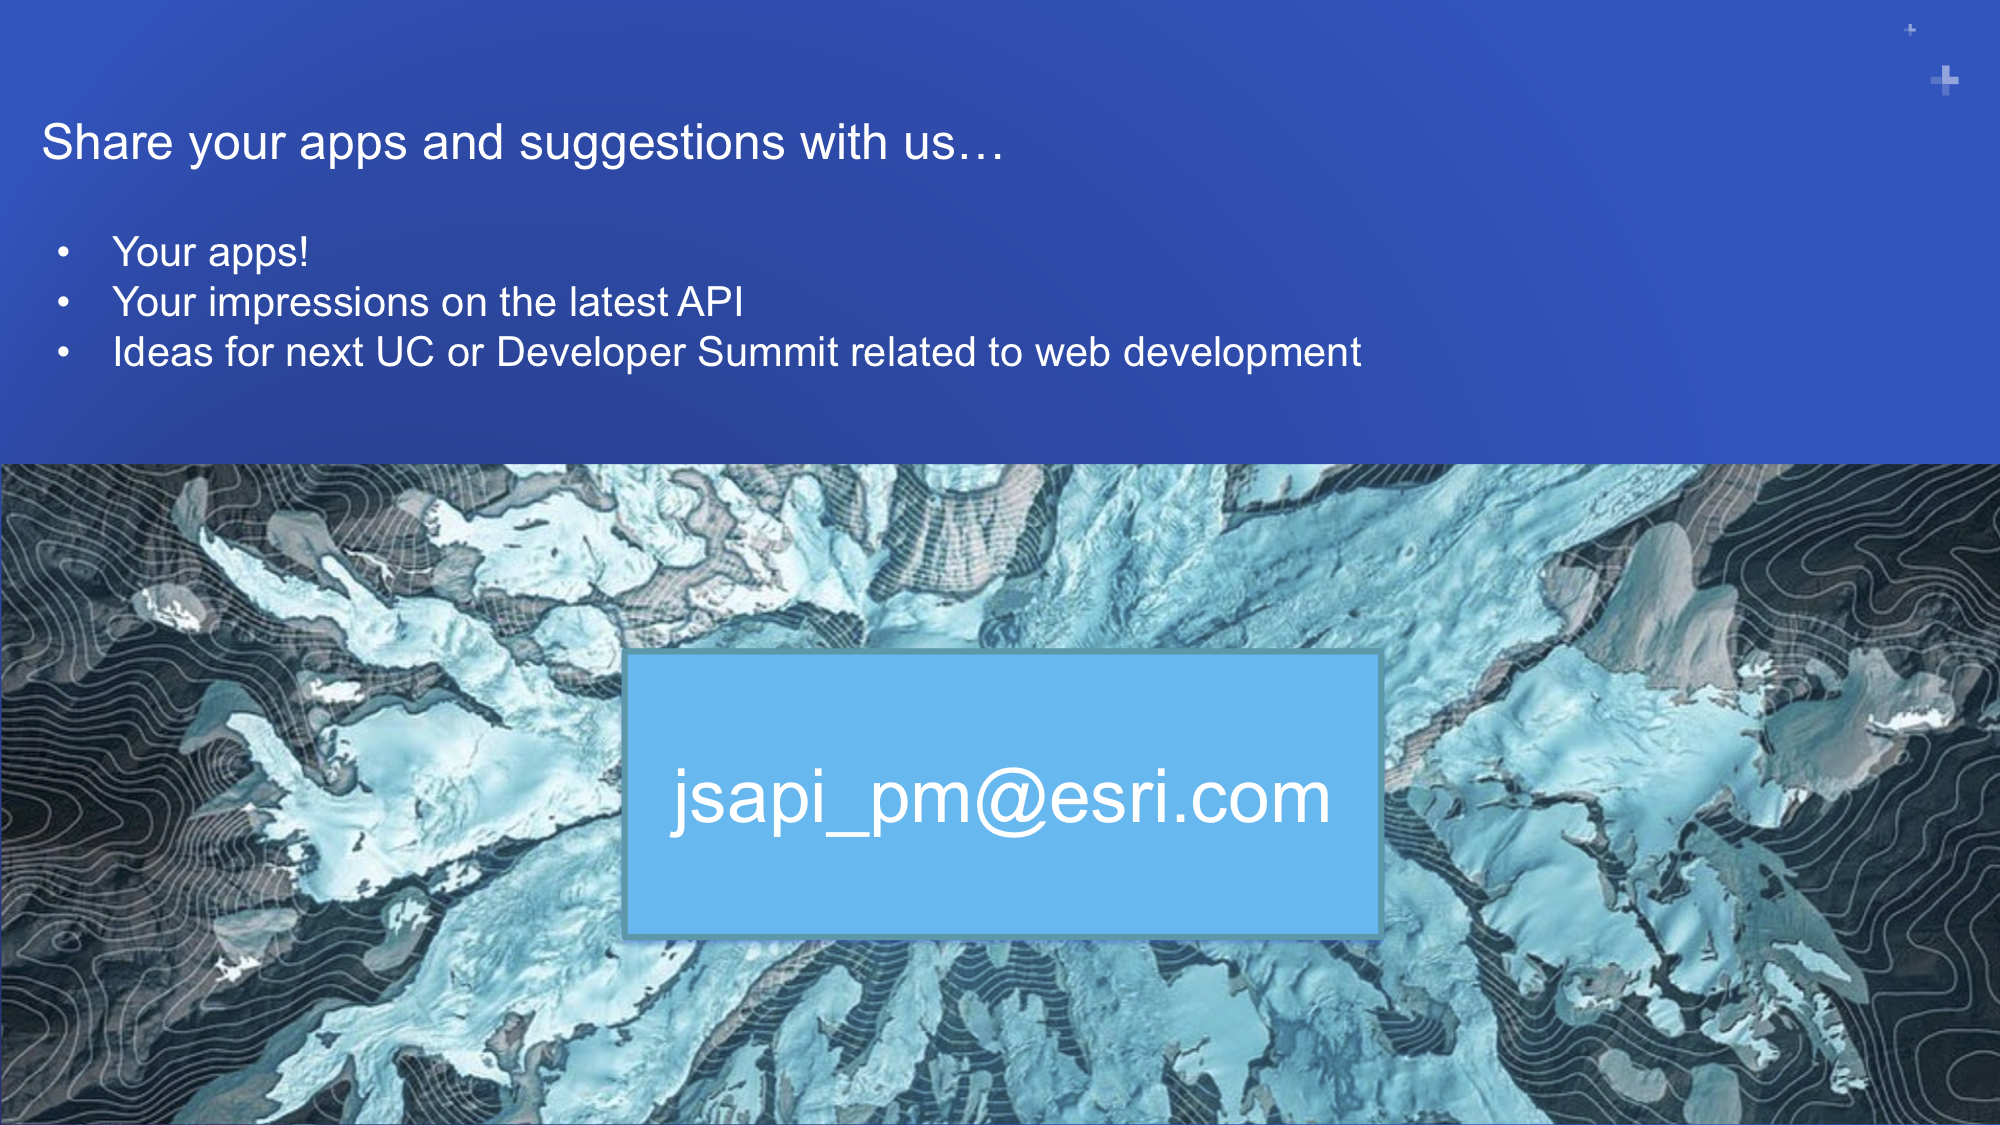 Share your apps and suggestions with us…
• Your apps!
• Your impressions on the latest API
• Ideas for next UC or Developer Summit related to web development
jsapi_pm@esri.com